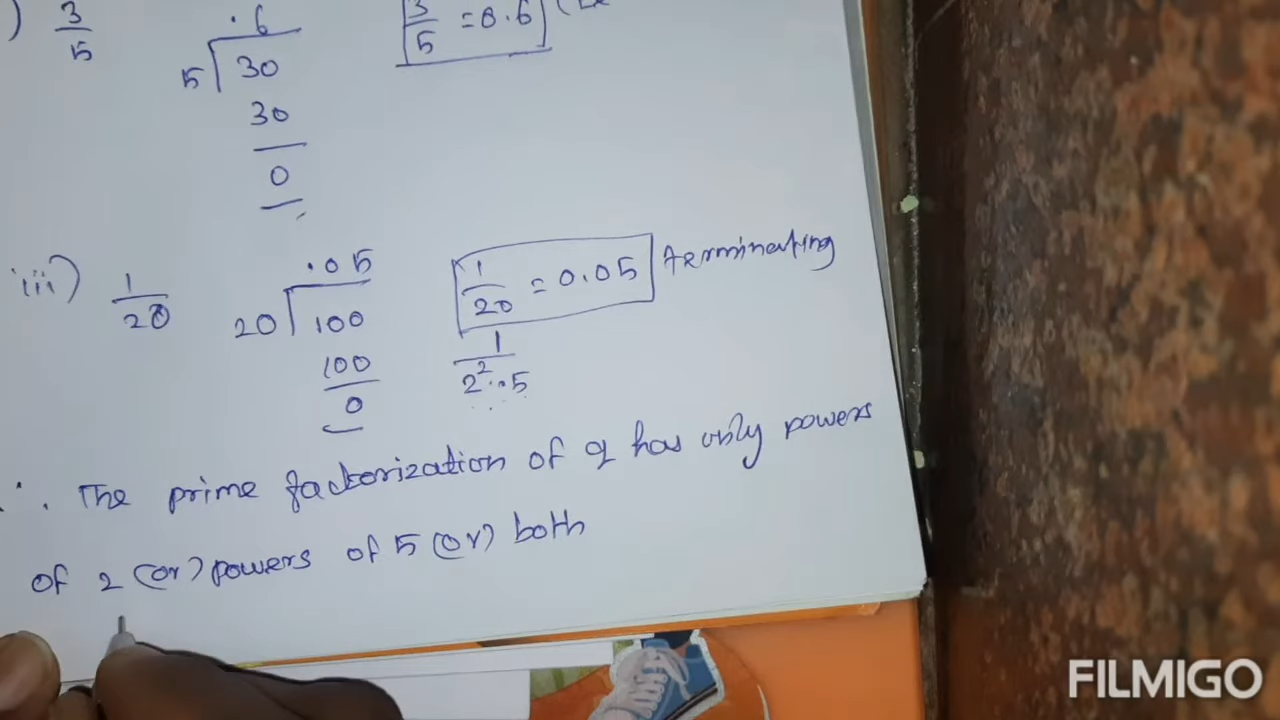 ) 3/5 .6 3/5 = 0.6 (
5 30
30
0
iii) 1/20 .05 1/20 = 0.05 terminating
20 100
100 1/2².5
0
∴ The prime factorization of q has only powers
of 2 (or) powers of 5 (or) both
FILMIGO